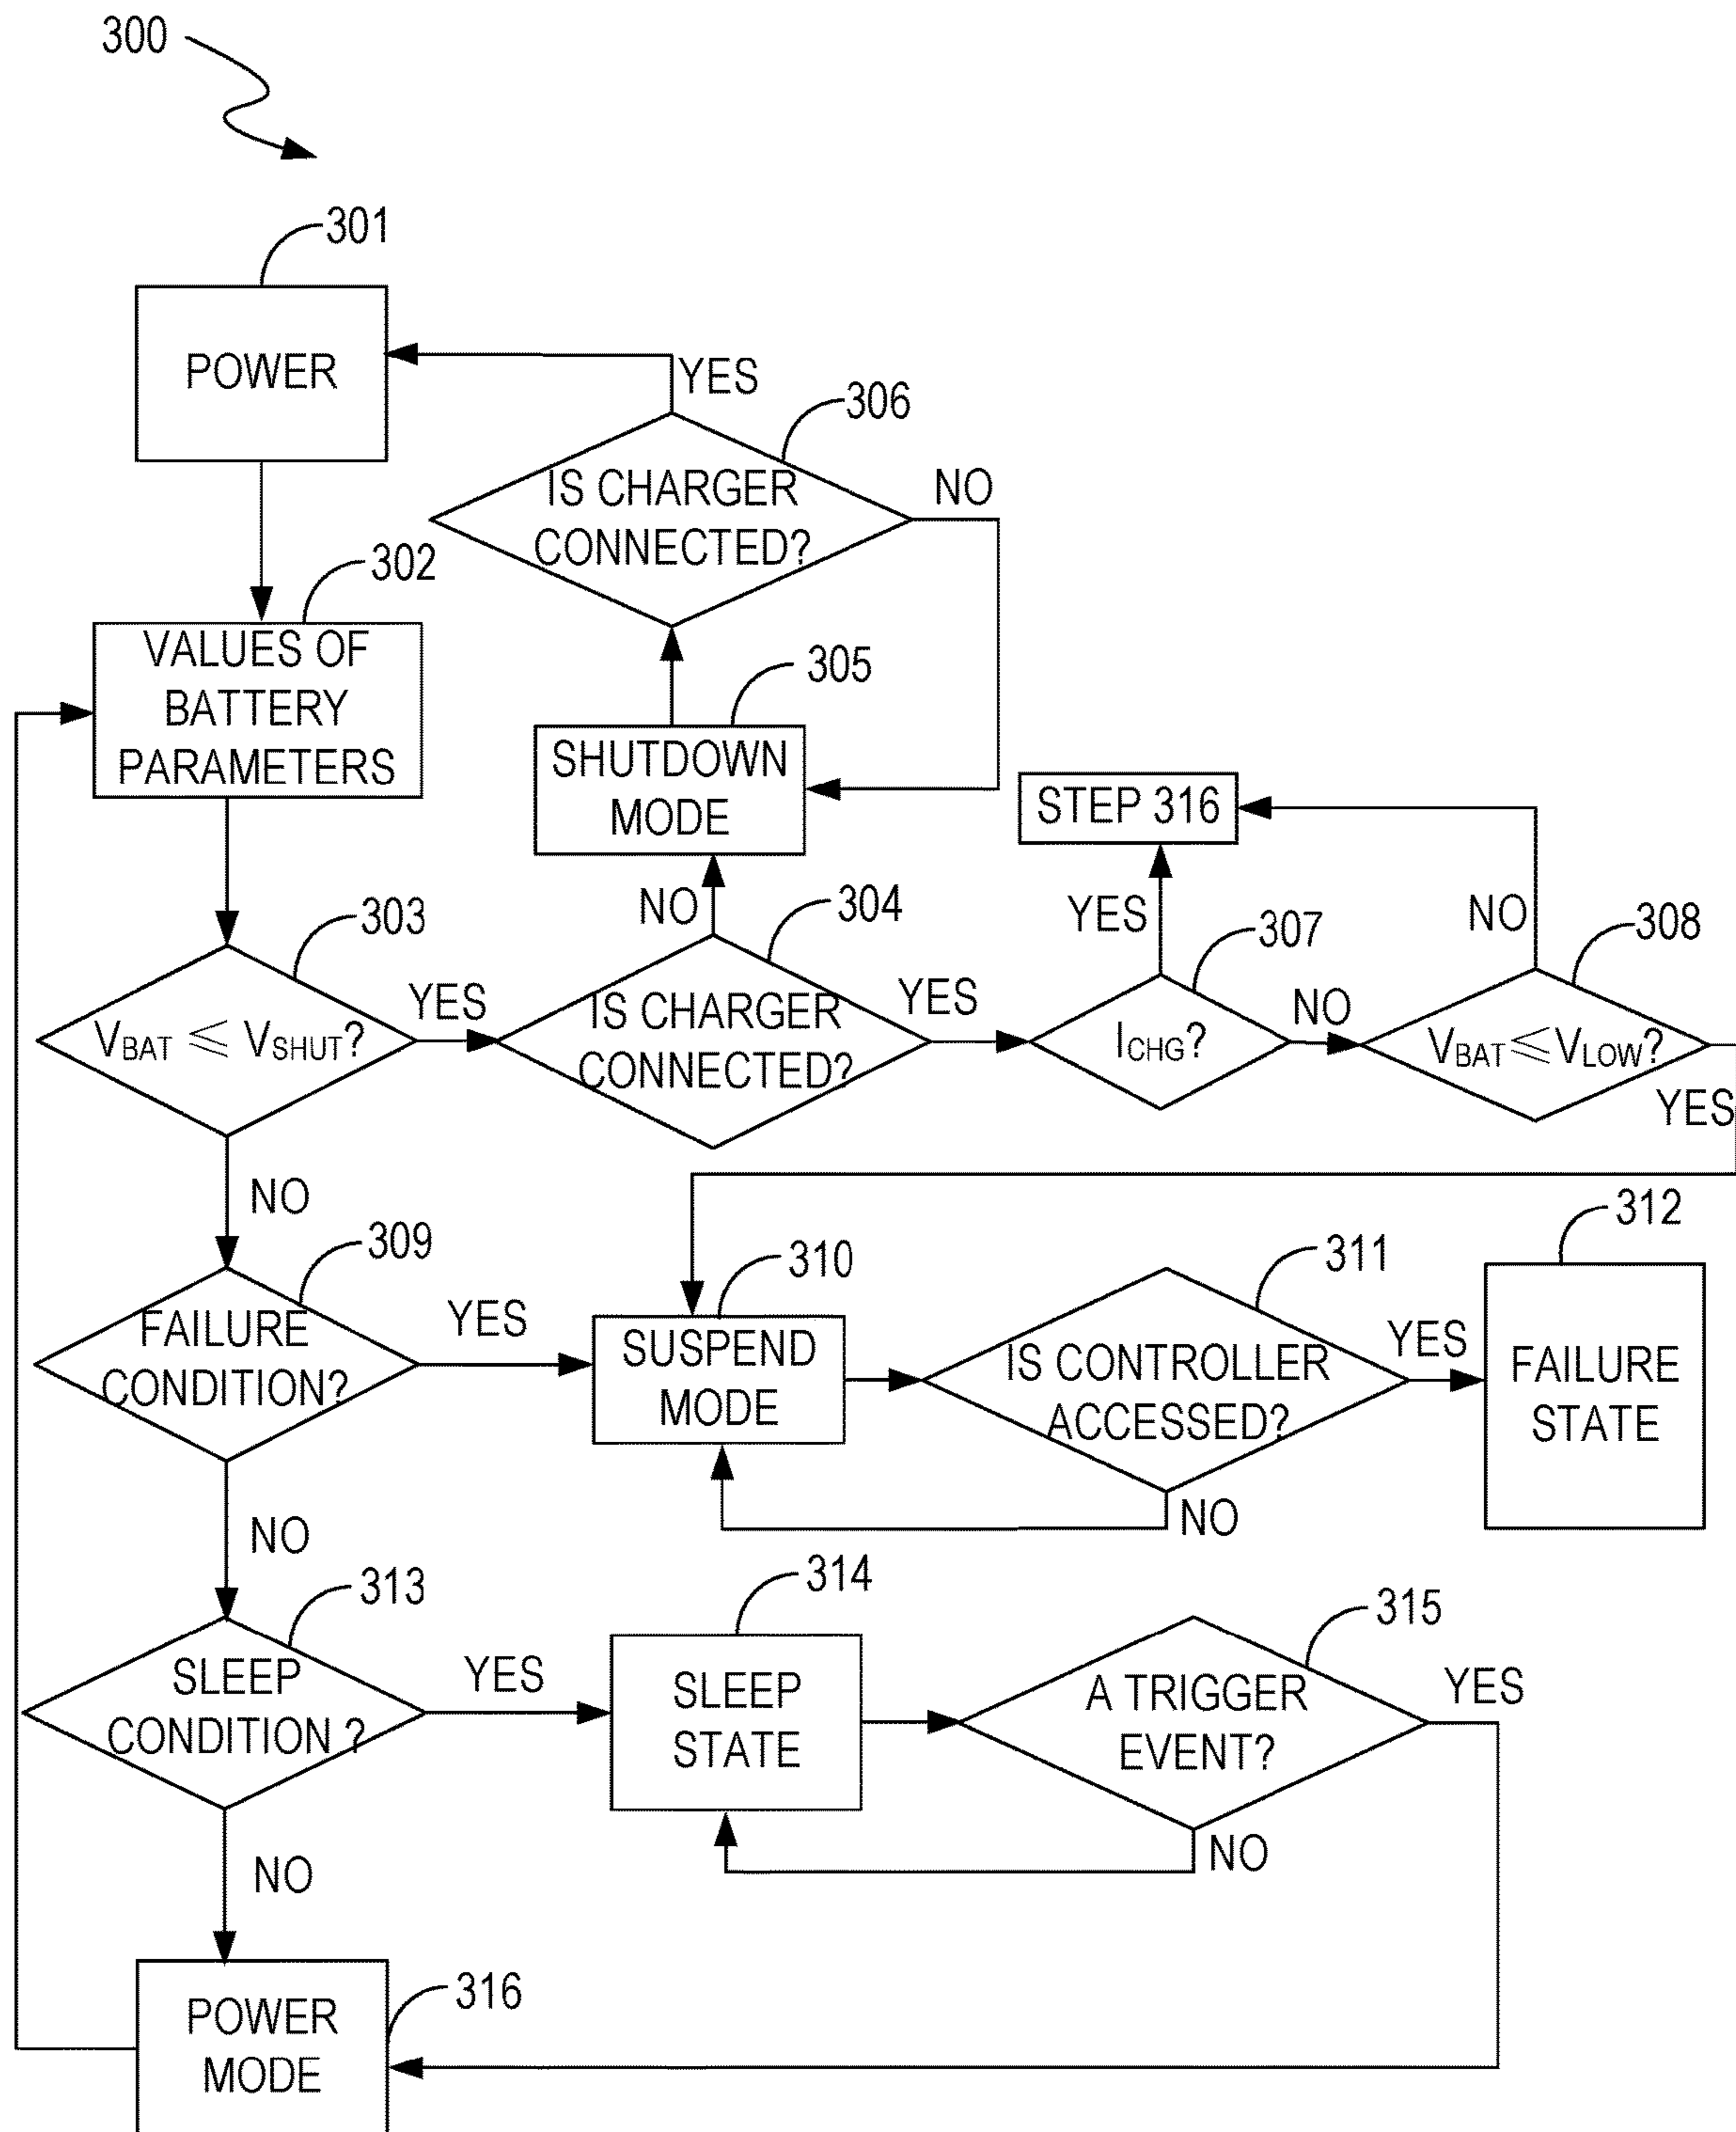 300
301
POWER
YES
306
IS CHARGER
CONNECTED?
NO
302
VALUES OF
BATTERY
PARAMETERS
305
SHUTDOWN
MODE
STEP 316
303
VBAT ≤ VSHUT?
YES
NO
304
IS CHARGER
CONNECTED?
YES
YES
307
ICHG?
NO
NO
308
VBAT≤VLOW?
YES
NO
309
FAILURE
CONDITION?
YES
310
SUSPEND
MODE
311
IS CONTROLLER
ACCESSED?
YES
NO
312
FAILURE
STATE
NO
313
SLEEP
CONDITION ?
YES
314
SLEEP
STATE
315
A TRIGGER
EVENT?
YES
NO
NO
316
POWER
MODE